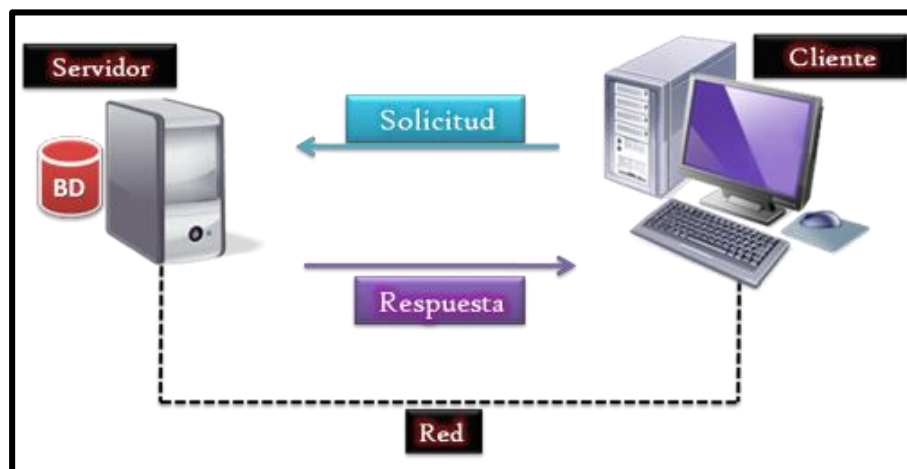 Servidor
Cliente
Solicitud
BD
Respuesta
Red